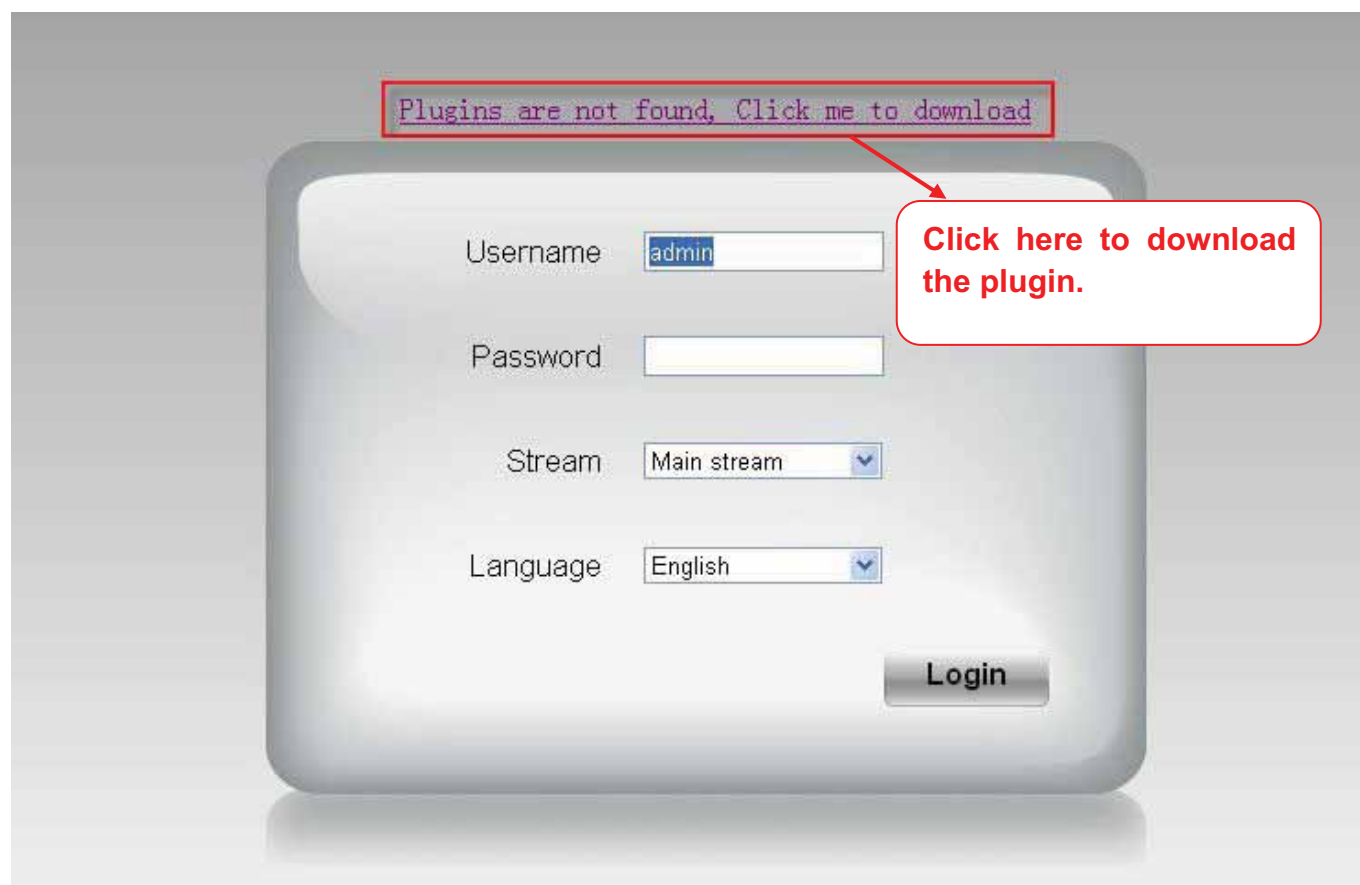 Plugins are not found, Click me to download
Click here to download
the plugin.
Username admin
Password
Stream Main stream
Language English
Login